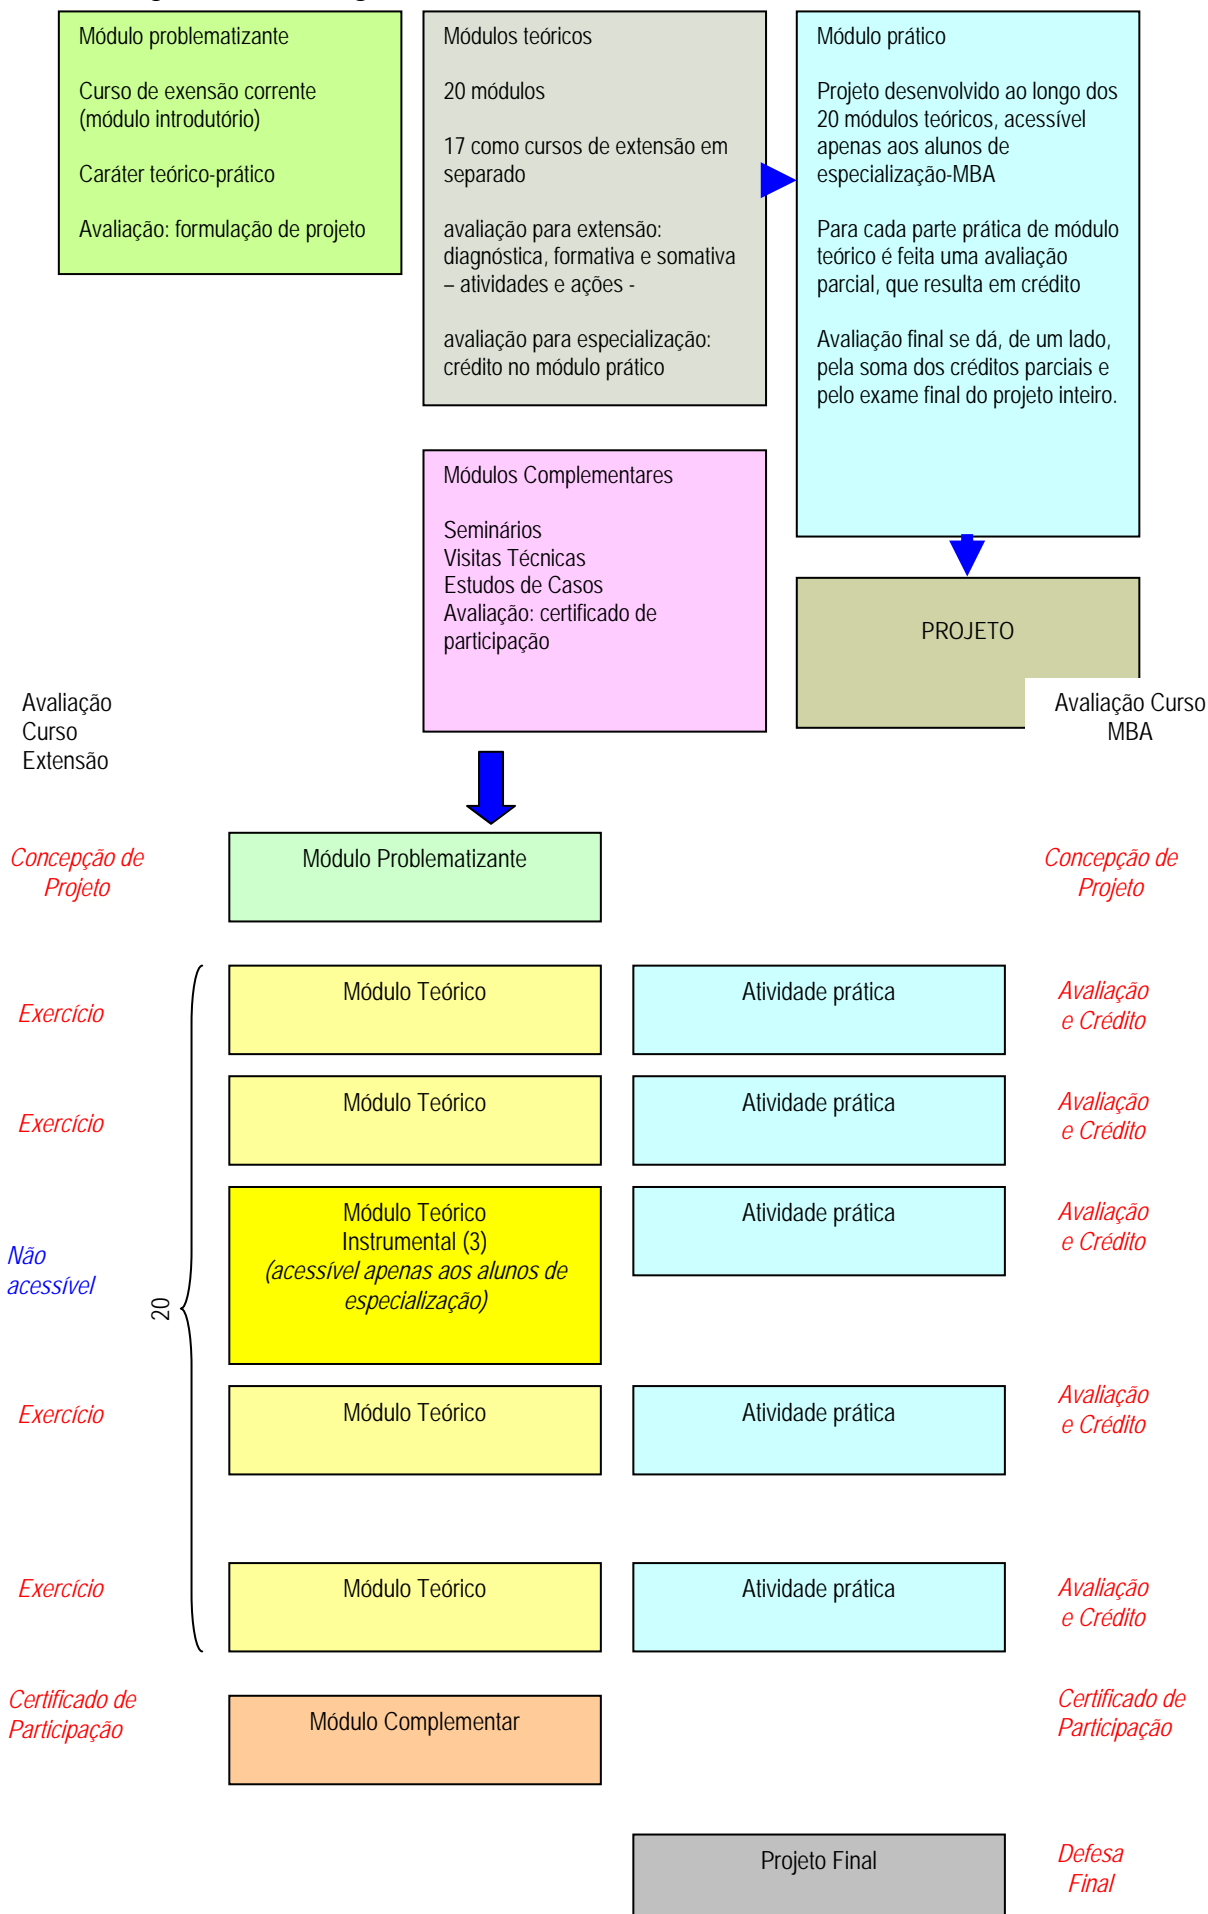 Módulo problematizante
Curso de exensão corrente
(módulo introdutório)
Caráter teórico-prático
Avaliação: formulação de projeto
Módulos teóricos
20 módulos
17 como cursos de extensão em
separado
avaliação para extensão:
diagnóstica, formativa e somativa
– atividades e ações -
avaliação para especialização:
crédito no módulo prático
Módulo prático
Projeto desenvolvido ao longo dos
20 módulos teóricos, acessível
apenas aos alunos de
especialização-MBA
Para cada parte prática de módulo
teórico é feita uma avaliação
parcial, que resulta em crédito
Avaliação final se dá, de um lado,
pela soma dos créditos parciais e
pelo exame final do projeto inteiro.
Módulos Complementares
Seminários
Visitas Técnicas
Estudos de Casos
Avaliação: certificado de
participação
PROJETO
Avaliação
Curso
Extensão
Avaliação Curso
MBA
Concepção de
Projeto
Módulo Problematizante
Concepção de
Projeto
20
Exercício
Módulo Teórico
Atividade prática
Avaliação
e Crédito
Exercício
Módulo Teórico
Atividade prática
Avaliação
e Crédito
Não
acessível
Módulo Teórico
Instrumental (3)
(acessível apenas aos alunos de
especialização)
Atividade prática
Avaliação
e Crédito
Exercício
Módulo Teórico
Atividade prática
Avaliação
e Crédito
Exercício
Módulo Teórico
Atividade prática
Avaliação
e Crédito
Certificado de
Participação
Módulo Complementar
Certificado de
Participação
Projeto Final
Defesa
Final